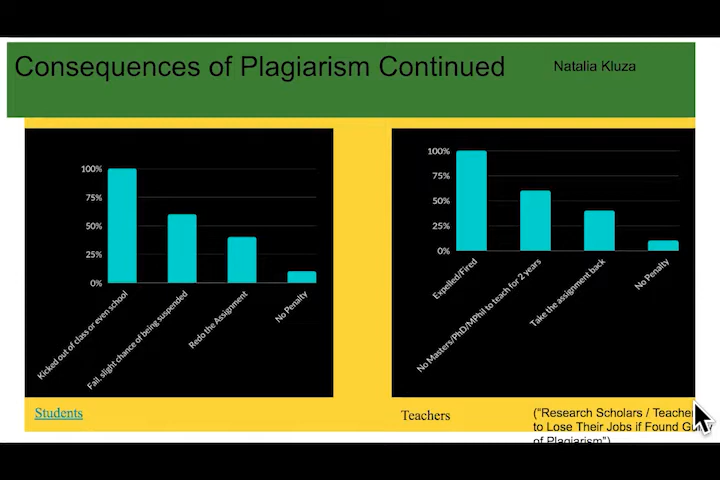 Consequences of Plagiarism Continued
Natalia Kluza
100%
75%
50%
25%
0%
Kicked out of class or even school
Fail, slight chance of being suspended
Redo the Assignment
No Penalty
100%
75%
50%
25%
0%
Expelled/Fired
No Masters/PhD/MPhil to teach for 2 years
Take the assignment back
No Penalty
Students
Teachers
("Research Scholars / Teacher
to Lose Their Jobs if Found
of Plagiarism")